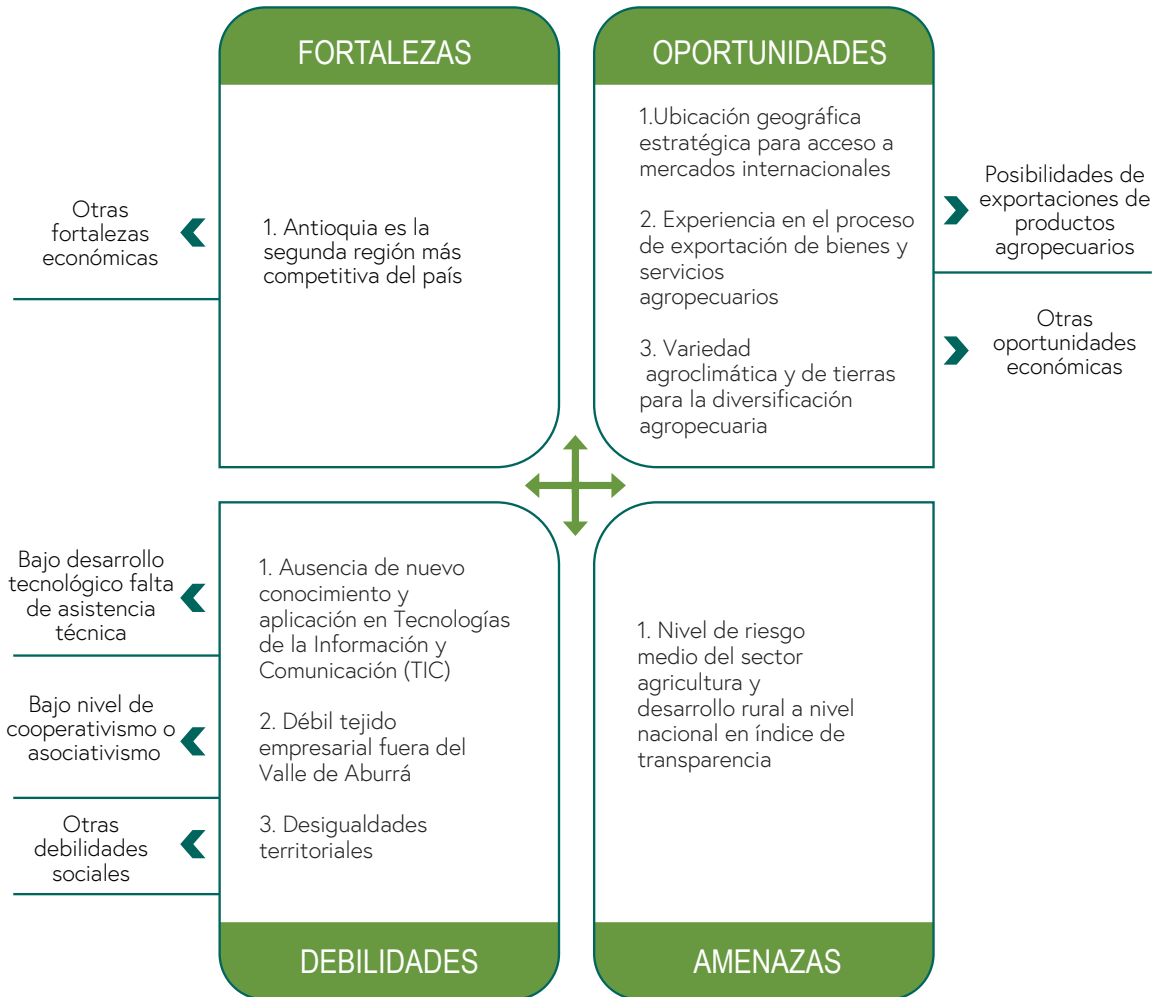 FORTALEZAS
Otras
fortalezas
económicas
1. Antioquia es la
segunda región más
competitiva del país
OPORTUNIDADES
1.Ubicación geográfica
estratégica para acceso a
mercados internacionales
2. Experiencia en el proceso
de exportación de bienes y
servicios
agropecuarios
3. Variedad
agroclimática y de tierras
para la diversificación
agropecuaria
Posibilidades de
exportaciones de
productos
agropecuarios
Otras
oportunidades
económicas
Bajo desarrollo
tecnológico falta
de asistencia
técnica
Bajo nivel de
cooperativismo o
asociativismo
Otras
debilidades
sociales
1. Ausencia de nuevo
conocimiento y
aplicación en Tecnologías
de la Información y
Comunicación (TIC)
2. Débil tejido
empresarial fuera del
Valle de Aburrá
3. Desigualdades
territoriales
DEBILIDADES
1. Nivel de riesgo
medio del sector
agricultura y
desarrollo rural a nivel
nacional en índice de
transparencia
AMENAZAS